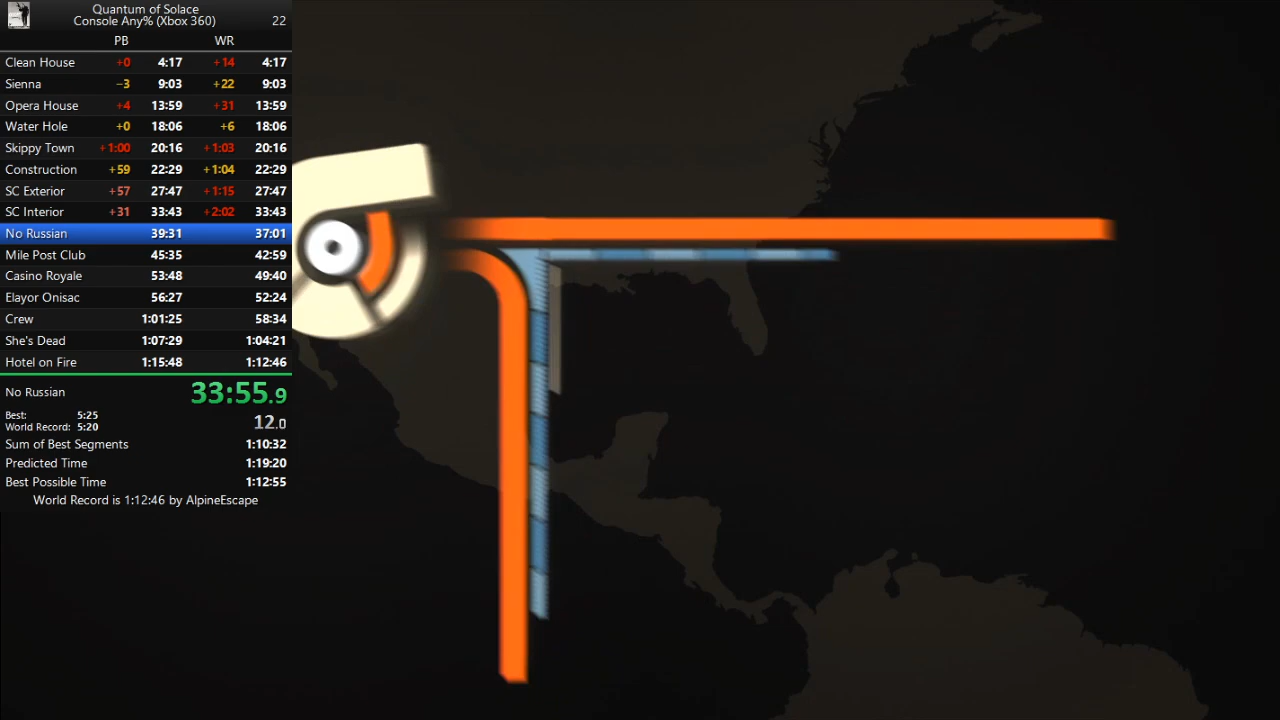 Quantum of Solace
Console Any% (Xbox 360) 22
PB WR
Clean House +0 4:17 +14 4:17
Sienna −3 9:03 +22 9:03
Opera House +4 13:59 +31 13:59
Water Hole +0 18:06 +6 18:06
Skippy Town +1:00 20:16 +1:03 20:16
Construction +59 22:29 +1:04 22:29
SC Exterior +57 27:47 +1:15 27:47
SC Interior +31 33:43 +2:02 33:43
No Russian 39:31 37:01
Mile Post Club 45:35 42:59
Casino Royale 53:48 49:40
Elayor Onisac 56:27 52:24
Crew 1:01:25 58:34
She's Dead 1:07:29 1:04:21
Hotel on Fire 1:15:48 1:12:46
No Russian 33:55.9
Best: 5:25
World Record: 5:20 12.0
Sum of Best Segments 1:10:32
Predicted Time 1:19:20
Best Possible Time 1:12:55
World Record is 1:12:46 by AlpineEscape